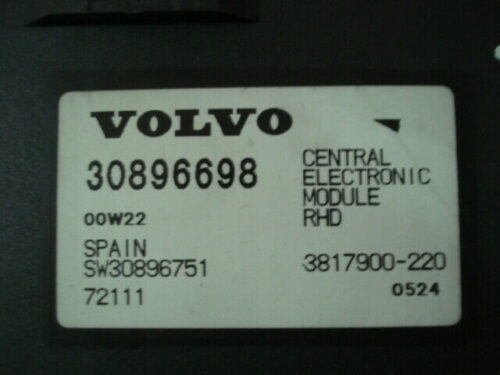 VOLVO
30896698
CENTRAL
ELECTRONIC
MODULE
RHD
00W22
SPAIN
SW30896751
3817900-220
72111
0524